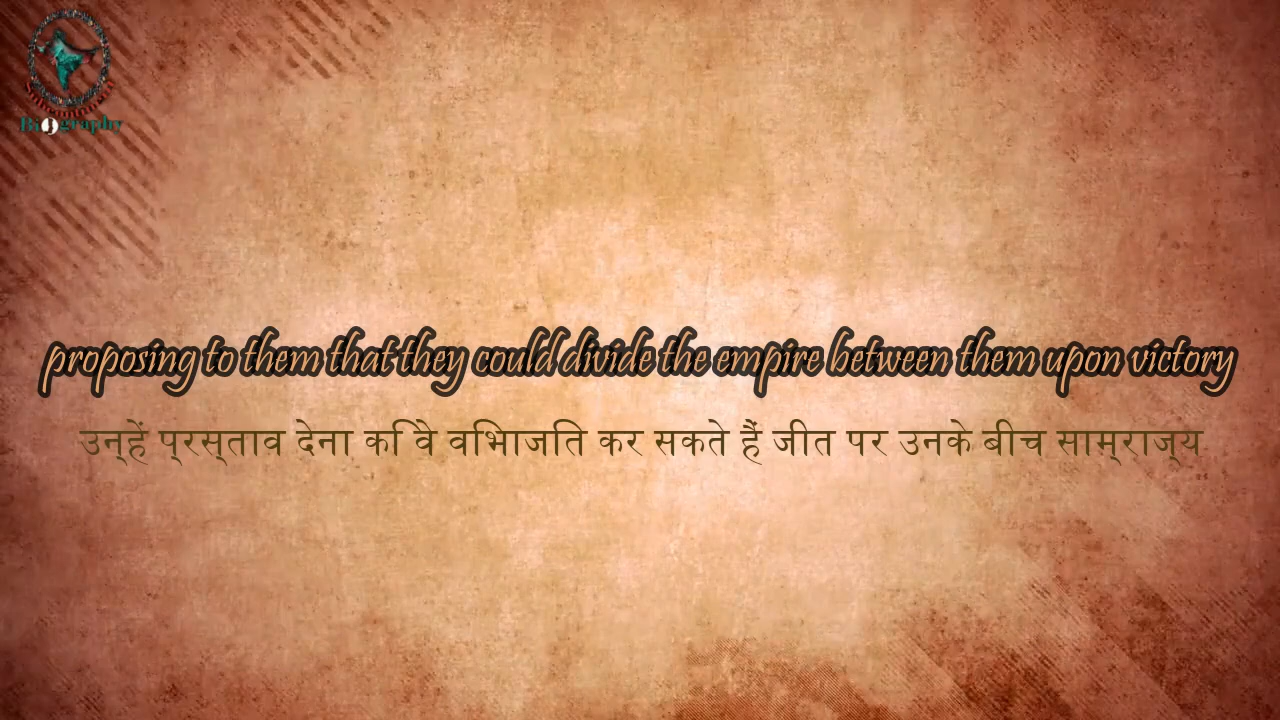 Biography
proposing to them that they could divide the empire between them upon victory
उन्हें प्रस्ताव देना कि वे विभाजित कर सकते हैं जीत पर उनके बीच साम्राज्य